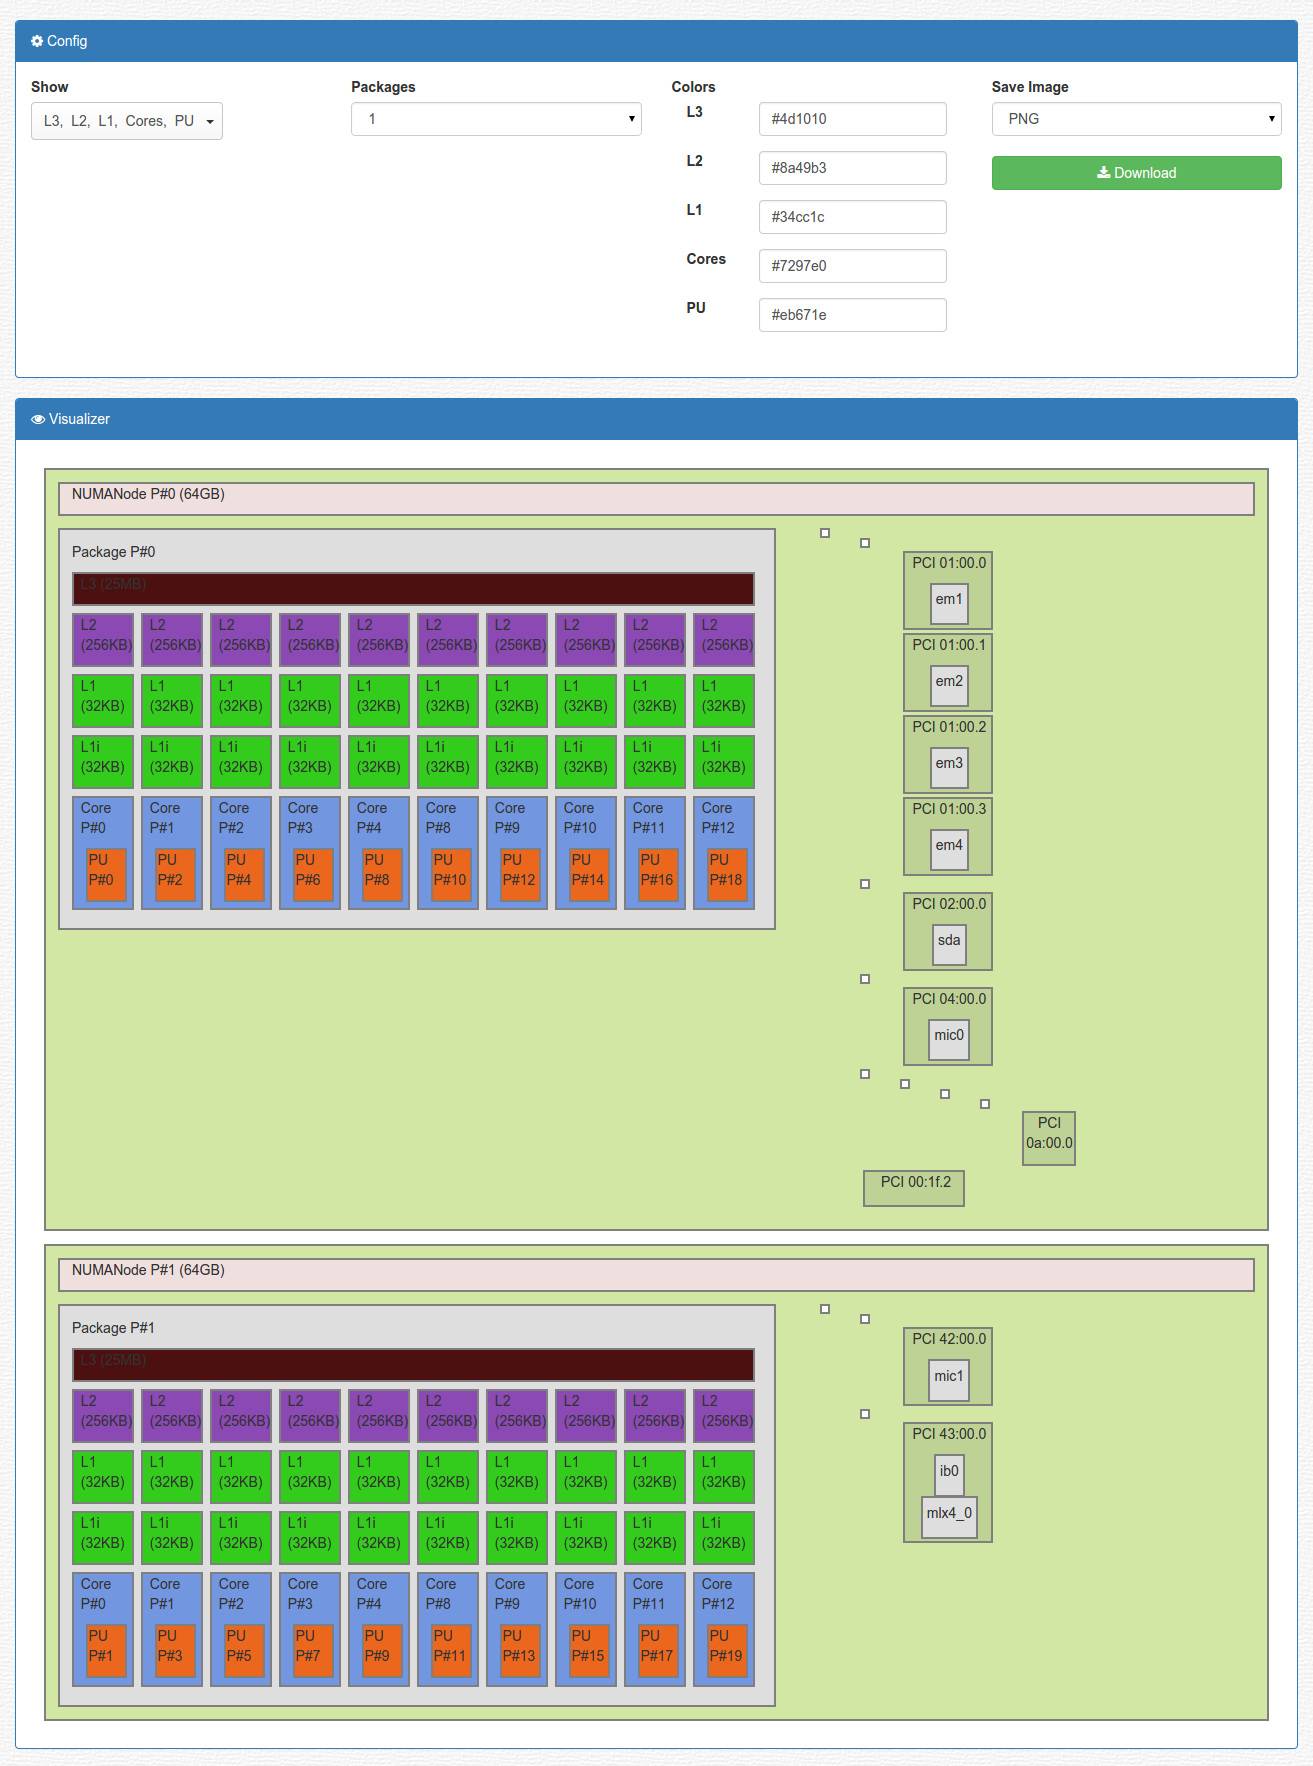 Config
Show
Packages
Colors
Save Image
L3, L2, L1, Cores, PU
1
L3
#4d1010
PNG
L2
#8a49b3
Download
L1
#34cc1c
Cores
#7297e0
PU
#eb671e
Visualizer
NUMANode P#0 (64GB)
Package P#0
L3 (25MB)
L2 L2 L2 L2 L2 L2 L2 L2 L2 L2
(256KB) (256KB) (256KB) (256KB) (256KB) (256KB) (256KB) (256KB) (256KB) (256KB)
L1 L1 L1 L1 L1 L1 L1 L1 L1 L1
(32KB) (32KB) (32KB) (32KB) (32KB) (32KB) (32KB) (32KB) (32KB) (32KB)
L1i L1i L1i L1i L1i L1i L1i L1i L1i L1i
(32KB) (32KB) (32KB) (32KB) (32KB) (32KB) (32KB) (32KB) (32KB) (32KB)
Core Core Core Core Core Core Core Core Core Core
P#0 P#1 P#2 P#3 P#4 P#8 P#9 P#10 P#11 P#12
PU PU PU PU PU PU PU PU PU PU
P#0 P#2 P#4 P#6 P#8 P#10 P#12 P#14 P#16 P#18
PCI 01:00.0
em1
PCI 01:00.1
em2
PCI 01:00.2
em3
PCI 01:00.3
em4
PCI 02:00.0
sda
PCI 04:00.0
mic0
PCI
0a:00.0
PCI 00:1f.2
NUMANode P#1 (64GB)
Package P#1
L3 (25MB)
L2 L2 L2 L2 L2 L2 L2 L2 L2 L2
(256KB) (256KB) (256KB) (256KB) (256KB) (256KB) (256KB) (256KB) (256KB) (256KB)
L1 L1 L1 L1 L1 L1 L1 L1 L1 L1
(32KB) (32KB) (32KB) (32KB) (32KB) (32KB) (32KB) (32KB) (32KB) (32KB)
L1i L1i L1i L1i L1i L1i L1i L1i L1i L1i
(32KB) (32KB) (32KB) (32KB) (32KB) (32KB) (32KB) (32KB) (32KB) (32KB)
Core Core Core Core Core Core Core Core Core Core
P#0 P#1 P#2 P#3 P#4 P#8 P#9 P#10 P#11 P#12
PU PU PU PU PU PU PU PU PU PU
P#1 P#3 P#5 P#7 P#9 P#11 P#13 P#15 P#17 P#19
PCI 42:00.0
mic1
PCI 43:00.0
ib0
mlx4_0